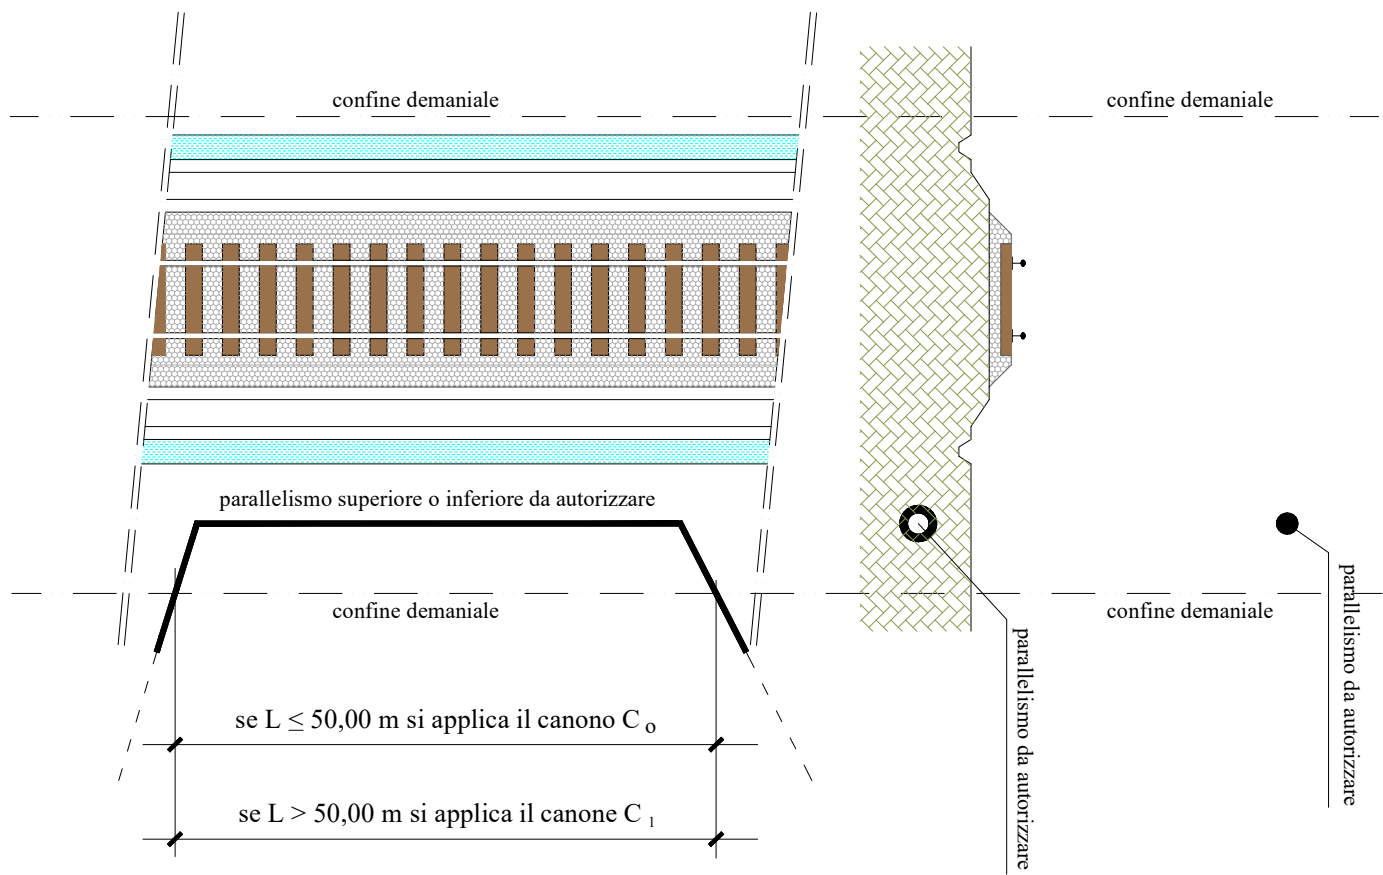 confine demaniale
confine demaniale
parallelismo superiore o inferiore da autorizzare
confine demaniale
confine demaniale
parallelismo da autorizzare
parallelismo da autorizzare
se L ≤ 50,00 m si applica il canono C o
se L > 50,00 m si applica il canone C 1